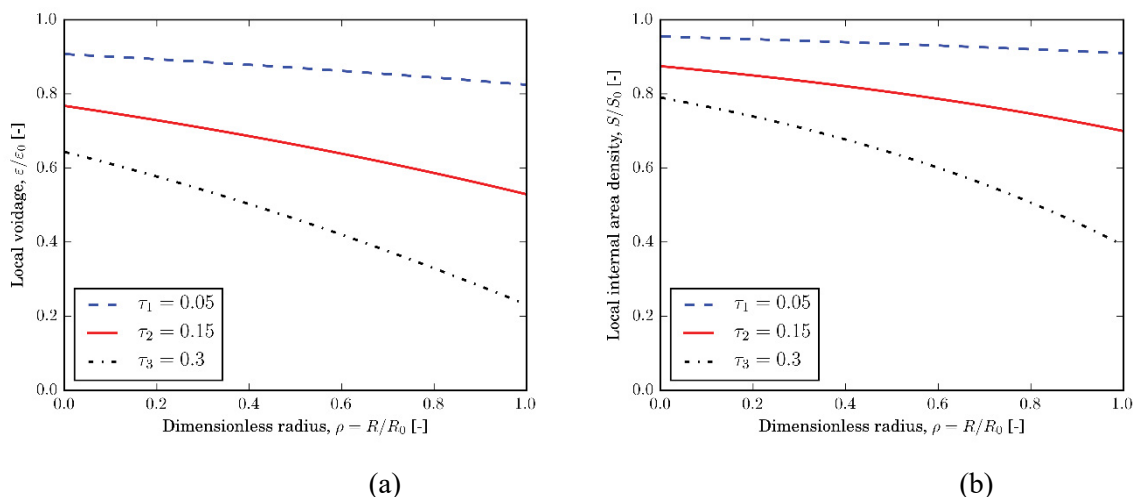 1.0
0.8
0.6
0.4
0.2
0.0
Local voidage, ε/ε₀ [-]
τ₁ = 0.05
τ₂ = 0.15
τ₃ = 0.3
0.0 0.2 0.4 0.6 0.8 1.0
Dimensionless radius, ρ = R/R₀ [-]
(a)
1.0
0.8
0.6
0.4
0.2
0.0
Local internal area density, S/S₀ [-]
τ₁ = 0.05
τ₂ = 0.15
τ₃ = 0.3
0.0 0.2 0.4 0.6 0.8 1.0
Dimensionless radius, ρ = R/R₀ [-]
(b)